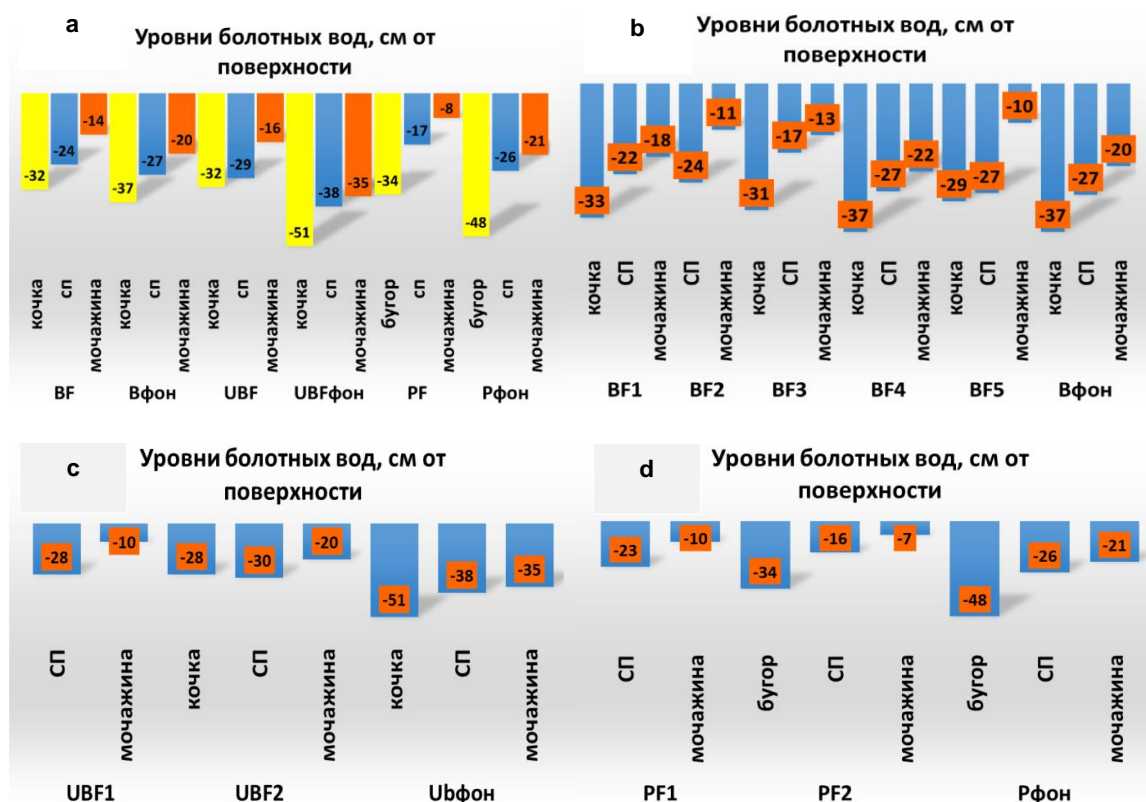 a
Уровни болотных вод, см от
поверхности
-32 -24 -14 -37 -27 -20 -32 -29 -16 -51 -38 -35 -34 -17 -8 -48 -26 -21
кочка сп мочажина кочка сп мочажина кочка сп мочажина кочка сп мочажина бугор сп мочажина бугор сп мочажина
BF Вфон UBF UBFфон PF Рфон
b
Уровни болотных вод, см от
поверхности
-33 -22 -18 -24 -11 -31 -17 -13 -37 -27 -22 -29 -27 -10 -37 -27 -20
кочка СП мочажина СП мочажина кочка СП мочажина кочка СП мочажина кочка СП мочажина кочка СП мочажина
BF1 BF2 BF3 BF4 BF5 Вфон
c
Уровни болотных вод, см от
поверхности
-28 -10 -28 -30 -20 -51 -38 -35
СП мочажина кочка СП мочажина кочка СП мочажина
UBF1 UBF2 Ubфон
d
Уровни болотных вод, см от
поверхности
-23 -10 -34 -16 -7 -48 -26 -21
СП мочажина бугор СП мочажина бугор СП мочажина
PF1 PF2 Рфон